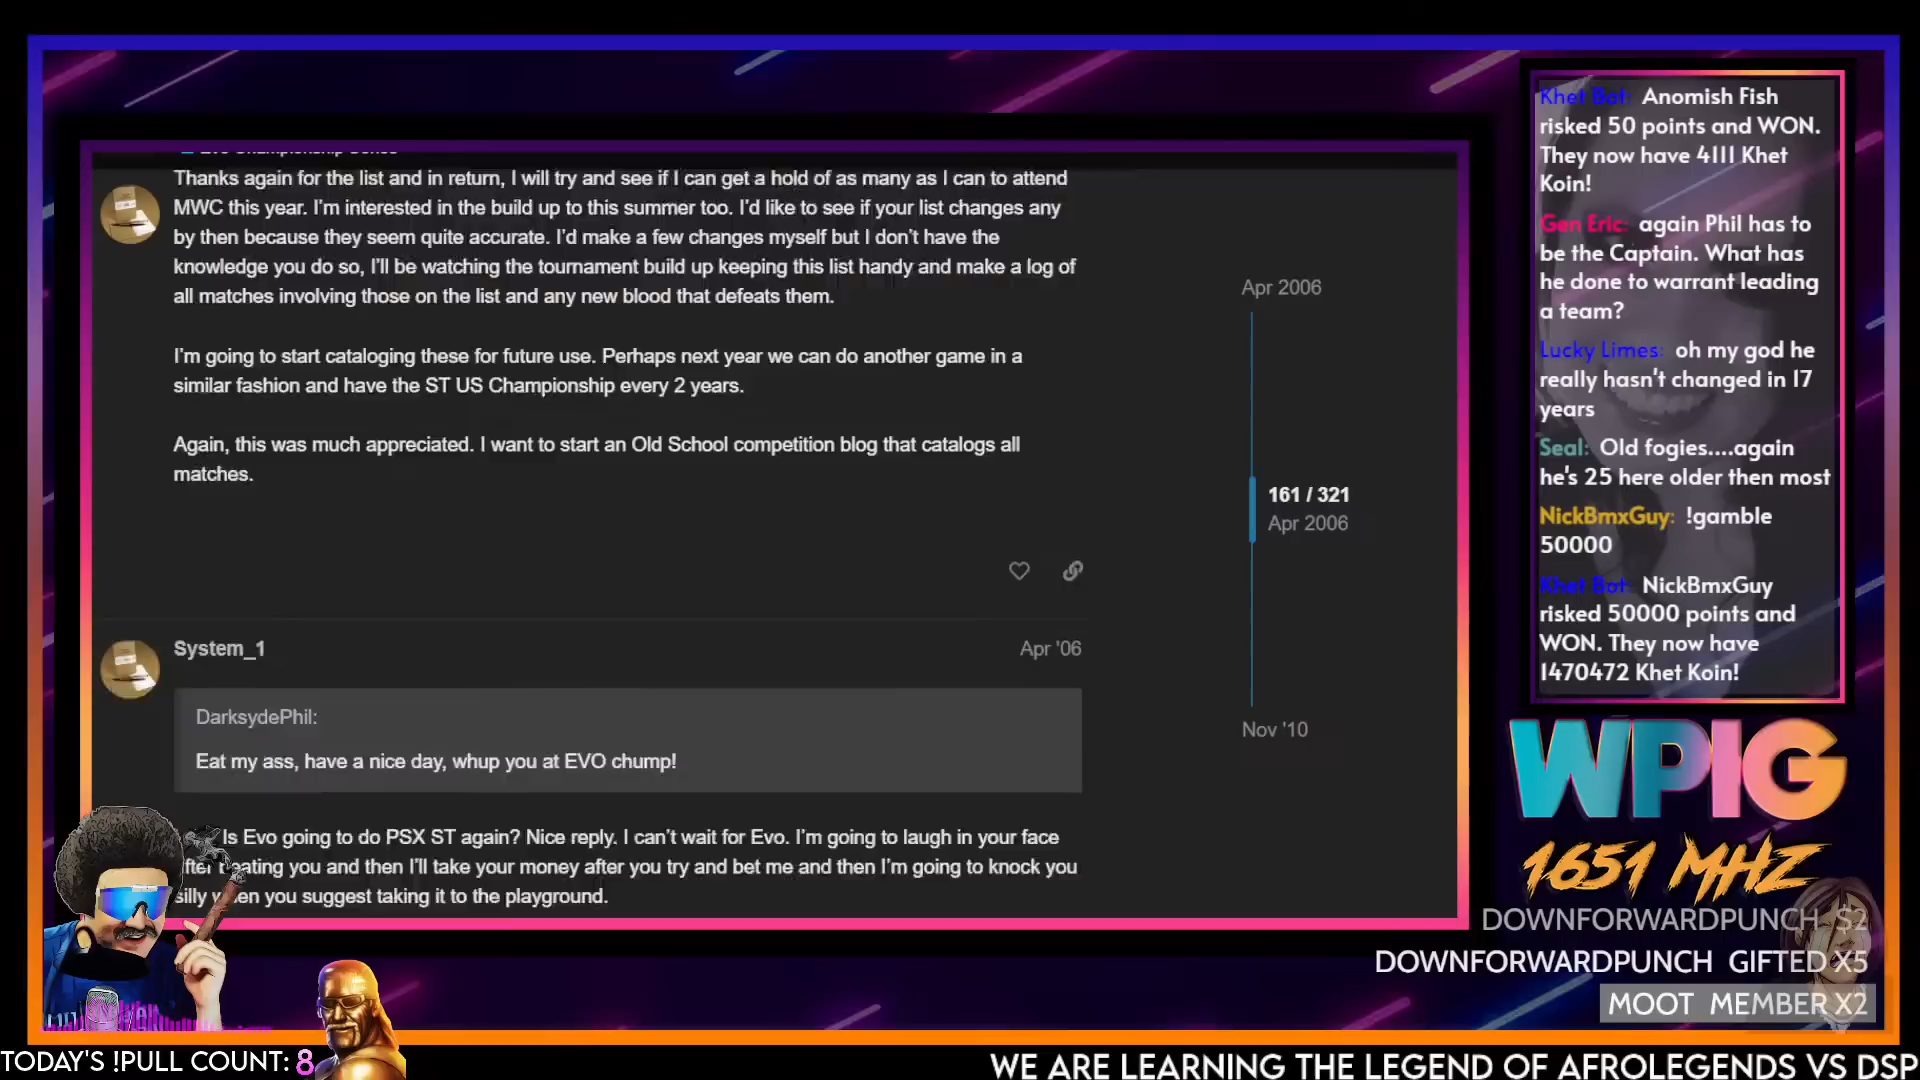 Evo Championship Series
Thanks again for the list and in return, I will try and see if I can get a hold of as many as I can to attend
MWC this year. I'm interested in the build up to this summer too. I'd like to see if your list changes any
by then because they seem quite accurate. I'd make a few changes myself but I don't have the
knowledge you do so, I'll be watching the tournament build up keeping this list handy and make a log of
all matches involving those on the list and any new blood that defeats them.
I'm going to start cataloging these for future use. Perhaps next year we can do another game in a
similar fashion and have the ST US Championship every 2 years.
Again, this was much appreciated. I want to start an Old School competition blog that catalogs all
matches.
System_1
Apr '06
DarksydePhil:
Eat my ass, have a nice day, whup you at EVO chump!
Is Evo going to do PSX ST again? Nice reply. I can't wait for Evo. I'm going to laugh in your face
after beating you and then I'll take your money after you try and bet me and then I'm going to knock you
silly when you suggest taking it to the playground.
Apr 2006
161 / 321
Apr 2006
Nov '10
Khet Bot: Anomish Fish
risked 50 points and WON.
They now have 4111 Khet
Koin!
Gen Eric: again Phil has to
be the Captain. What has
he done to warrant leading
a team?
Lucky Limes: oh my god he
really hasn't changed in 17
years
Seal: Old fogies....again
he's 25 here older then most
NickBmxGuy: !gamble
50000
Khet Bot: NickBmxGuy
risked 50000 points and
WON. They now have
1470472 Khet Koin!
WPIG
1651 MHZ
DOWNFORWARDPUNCH $2
DOWNFORWARDPUNCH GIFTED X5
MOOT MEMBER X2
TODAY'S !PULL COUNT: 8
WE ARE LEARNING THE LEGEND OF AFROLEGENDS VS DSP